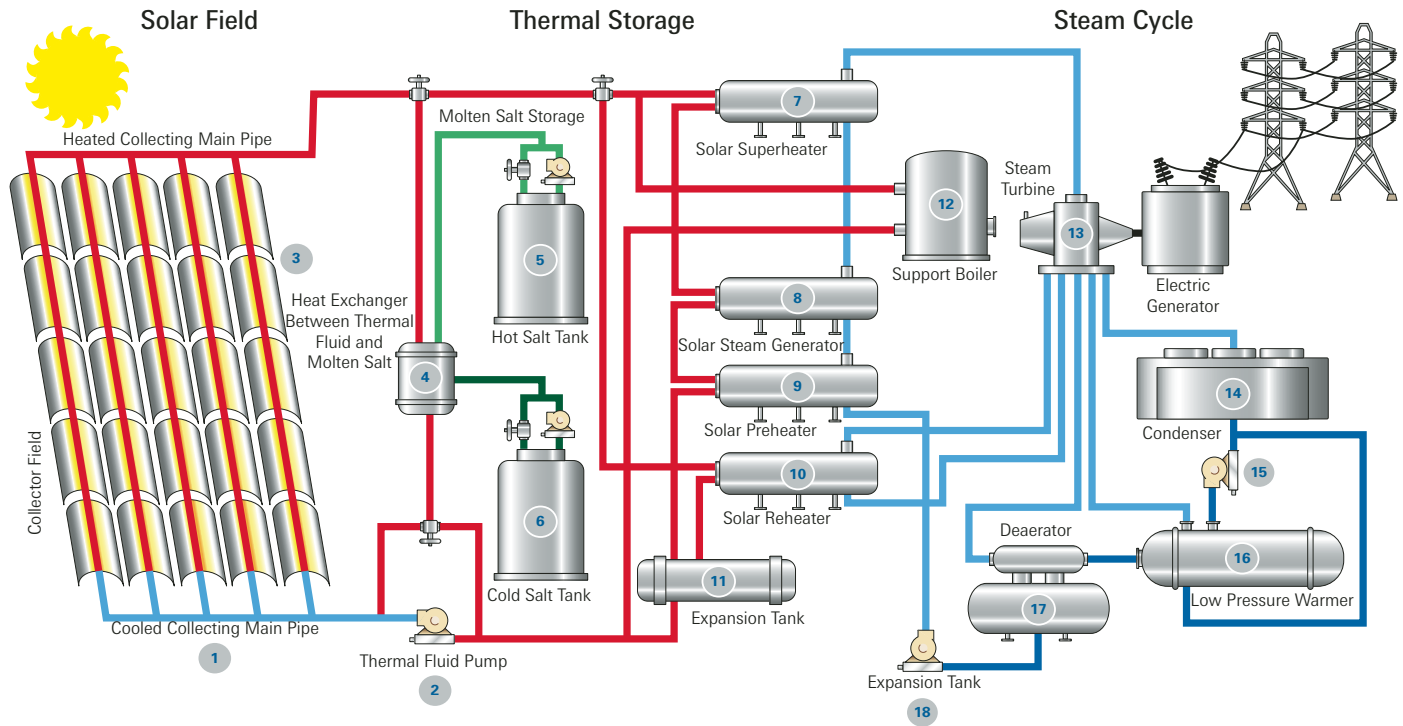 Solar Field
Thermal Storage
Steam Cycle
Heated Collecting Main Pipe
Molten Salt Storage
7
Solar Superheater
Steam
Turbine
12
Support Boiler
13
Electric
Generator
3
5
Hot Salt Tank
Heat Exchanger
Between Thermal
Fluid and
Molten Salt
4
8
Solar Steam Generator
9
Solar Preheater
14
Condenser
15
10
Solar Reheater
Collector Field
6
Cold Salt Tank
11
Expansion Tank
Deaerator
16
Low Pressure Warmer
17
Cooled Collecting Main Pipe
1
Thermal Fluid Pump
2
Expansion Tank
18